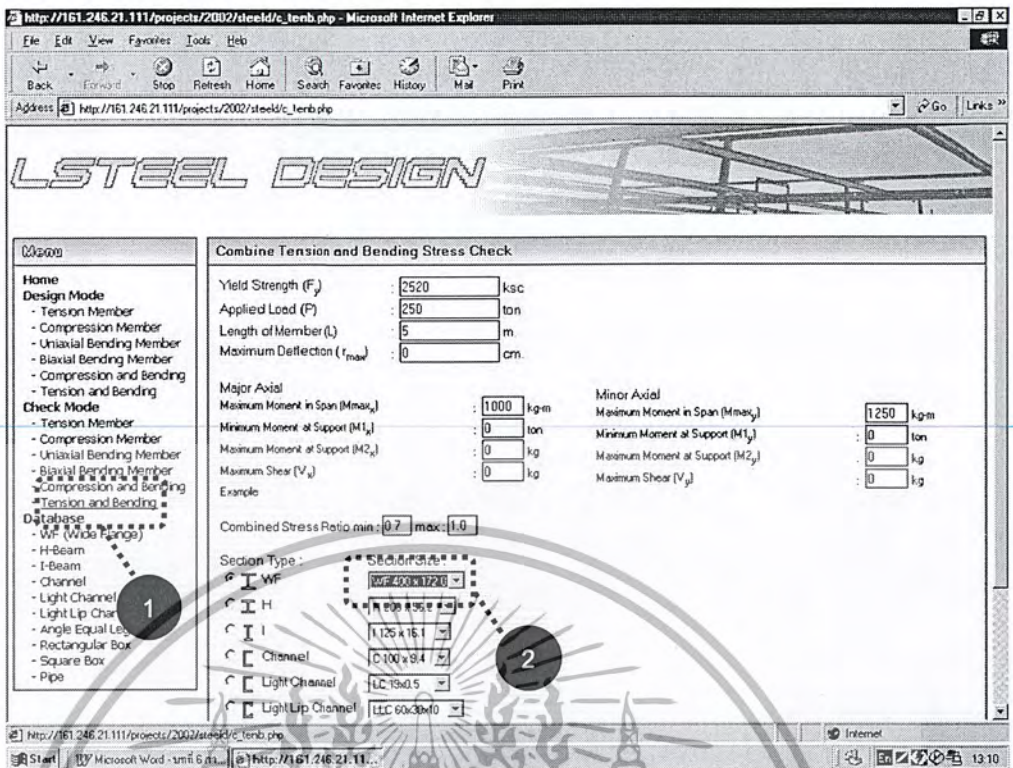 http://161.246.21.111/projects/2002/steeld/c_tenb.php - Microsoft Internet Explorer
File Edit View Favorites Tools Help
Back Forward Stop Refresh Home Search Favorites History Mail Print
Address http://161.246.21.111/projects/2002/steeld/c_tenb.php Go Links »
LSTEEL DESIGN
Menu
Home
Design Mode
- Tension Member
- Compression Member
- Uniaxial Bending Member
- Biaxial Bending Member
- Compression and Bending
- Tension and Bending
Check Mode
- Tension Member
- Compression Member
- Uniaxial Bending Member
- Biaxial Bending Member
- Compression and Bending
- Tension and Bending
Database
- WF (Wide Flange)
- H-Beam
- I-Beam
- Channel
- Light Channel
- Light Lip
- Angle Equal
- Rectangular Box
- Square Box
- Pipe
1
Combine Tension and Bending Stress Check
Yield Strength (Fy) : 2520 ksc
Applied Load (P) : 250 ton
Length of Member (L) : 5 m.
Maximum Deflection (rmax) : 0 cm.
Major Axial
Maximum Moment in Span (Mmaxx) : 1000 kg-m
Minimum Moment at Support (M1x) : 0 ton
Maximum Moment at Support (M2x) : 0 kg
Maximum Shear (Vx) : 0 kg
Example
Minor Axial
Maximum Moment in Span (Mmaxy) 1250 kg-m
Minimum Moment at Support (M1y) : 0 ton
Maximum Moment at Support (M2y) : 0 kg
Maximum Shear (Vy) : 0 kg
Combined Stress Ratio min : 0.7 max : 1.0
Section Type : Section Size :
WF WF 400 x 172.0
H
I I 125 x 16.1
Channel C 100 x 9.4
Light Channel LC 19x0.5
Light Lip Channel LLC 60x30x10
2
http://161.246.21.111/projects/2002/steeld/c_tenb.php Internet
Start Microsoft Word - บทที่ 6 http://161.246.21.11... En 13:10